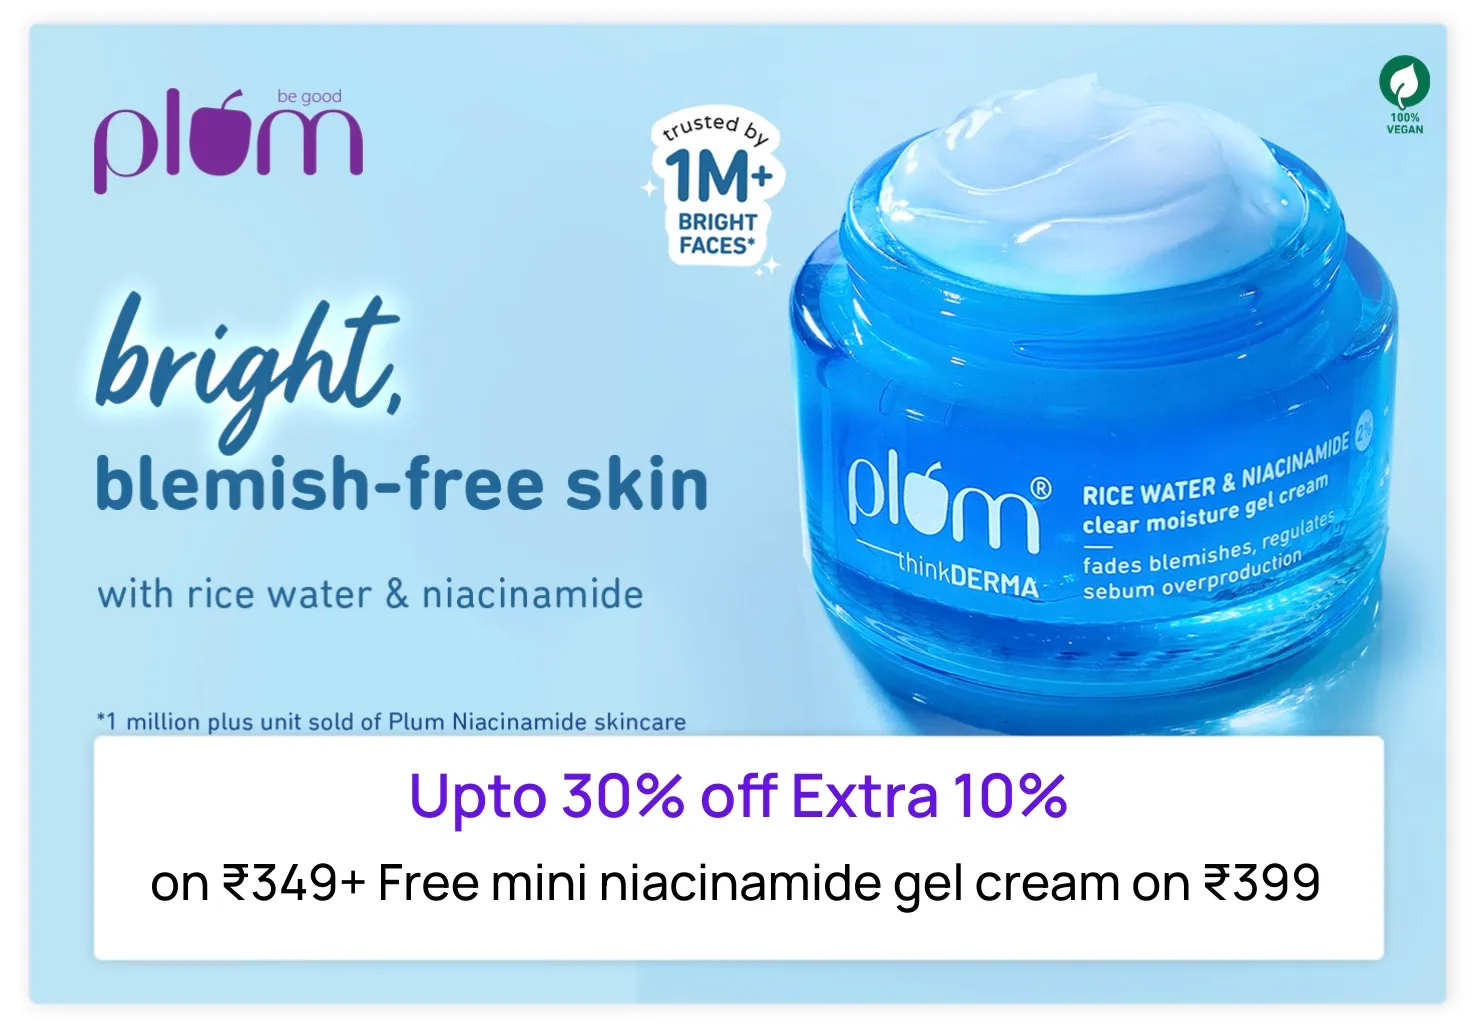 be good
plum
trusted by
1M+
BRIGHT
FACES*
100%
VEGAN
bright,
blemish-free skin
with rice water & niacinamide
*1 million plus unit sold of Plum Niacinamide skincare
plum®
thinkDERMA
RICE WATER & NIACINAMIDE 2%
clear moisture gel cream
fades blemishes, regulates
sebum overproduction
Upto 30% off Extra 10%
on ₹349+ Free mini niacinamide gel cream on ₹399